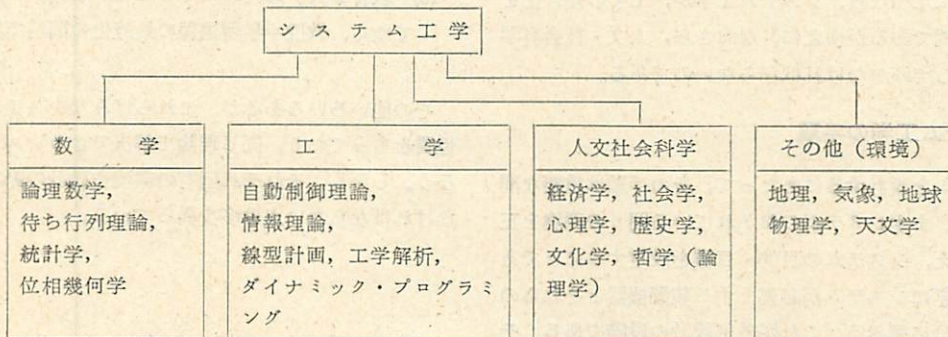 システム工学
数学
論理数学,
待ち行列理論,
統計学,
位相幾何学
工学
自動制御理論,
情報理論,
線型計画,工学解析,
ダイナミック・プログラミ
ング
人文社会科学
経済学,社会学,
心理学,歴史学,
文化学,哲学(論
理学)
その他(環境)
地理,気象,地球
物理学,天文学